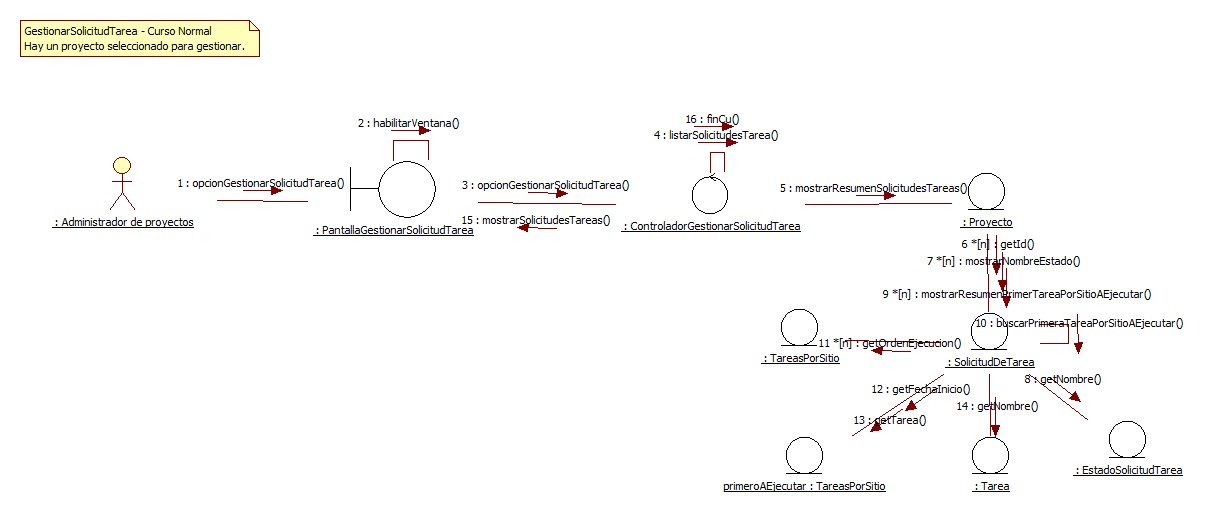 GestionarSolicitudTarea - Curso Normal
Hay un proyecto seleccionado para gestionar.
16 : finCu()
2 : habilitarVentana()
4 : listarSolicitudesTarea()
1 : opcionGestionarSolicitudTarea()
3 : opcionGestionarSolicitudTarea()
5 : mostrarResumenSolicitudesTareas()
15 : mostrarSolicitudesTareas()
: Administrador de proyectos
: PantallaGestionarSolicitudTarea
: ControladorGestionarSolicitudTarea
: Proyecto
6 *[n] : getId()
7 *[n] : mostrarNombreEstado()
9 *[n] : mostrarResumenPrimerTareaPorSitioAEjecutar()
10 : buscarPrimeraTareaPorSitioAEjecutar()
11 *[n] : getOrdenEjecucion()
: TareasPorSitio
: SolicitudDeTarea
8 : getNombre()
12 : getFechaInicio()
14 : getNombre()
13 : getTarea()
: EstadoSolicitudTarea
primeroAEjecutar : TareasPorSitio
: Tarea